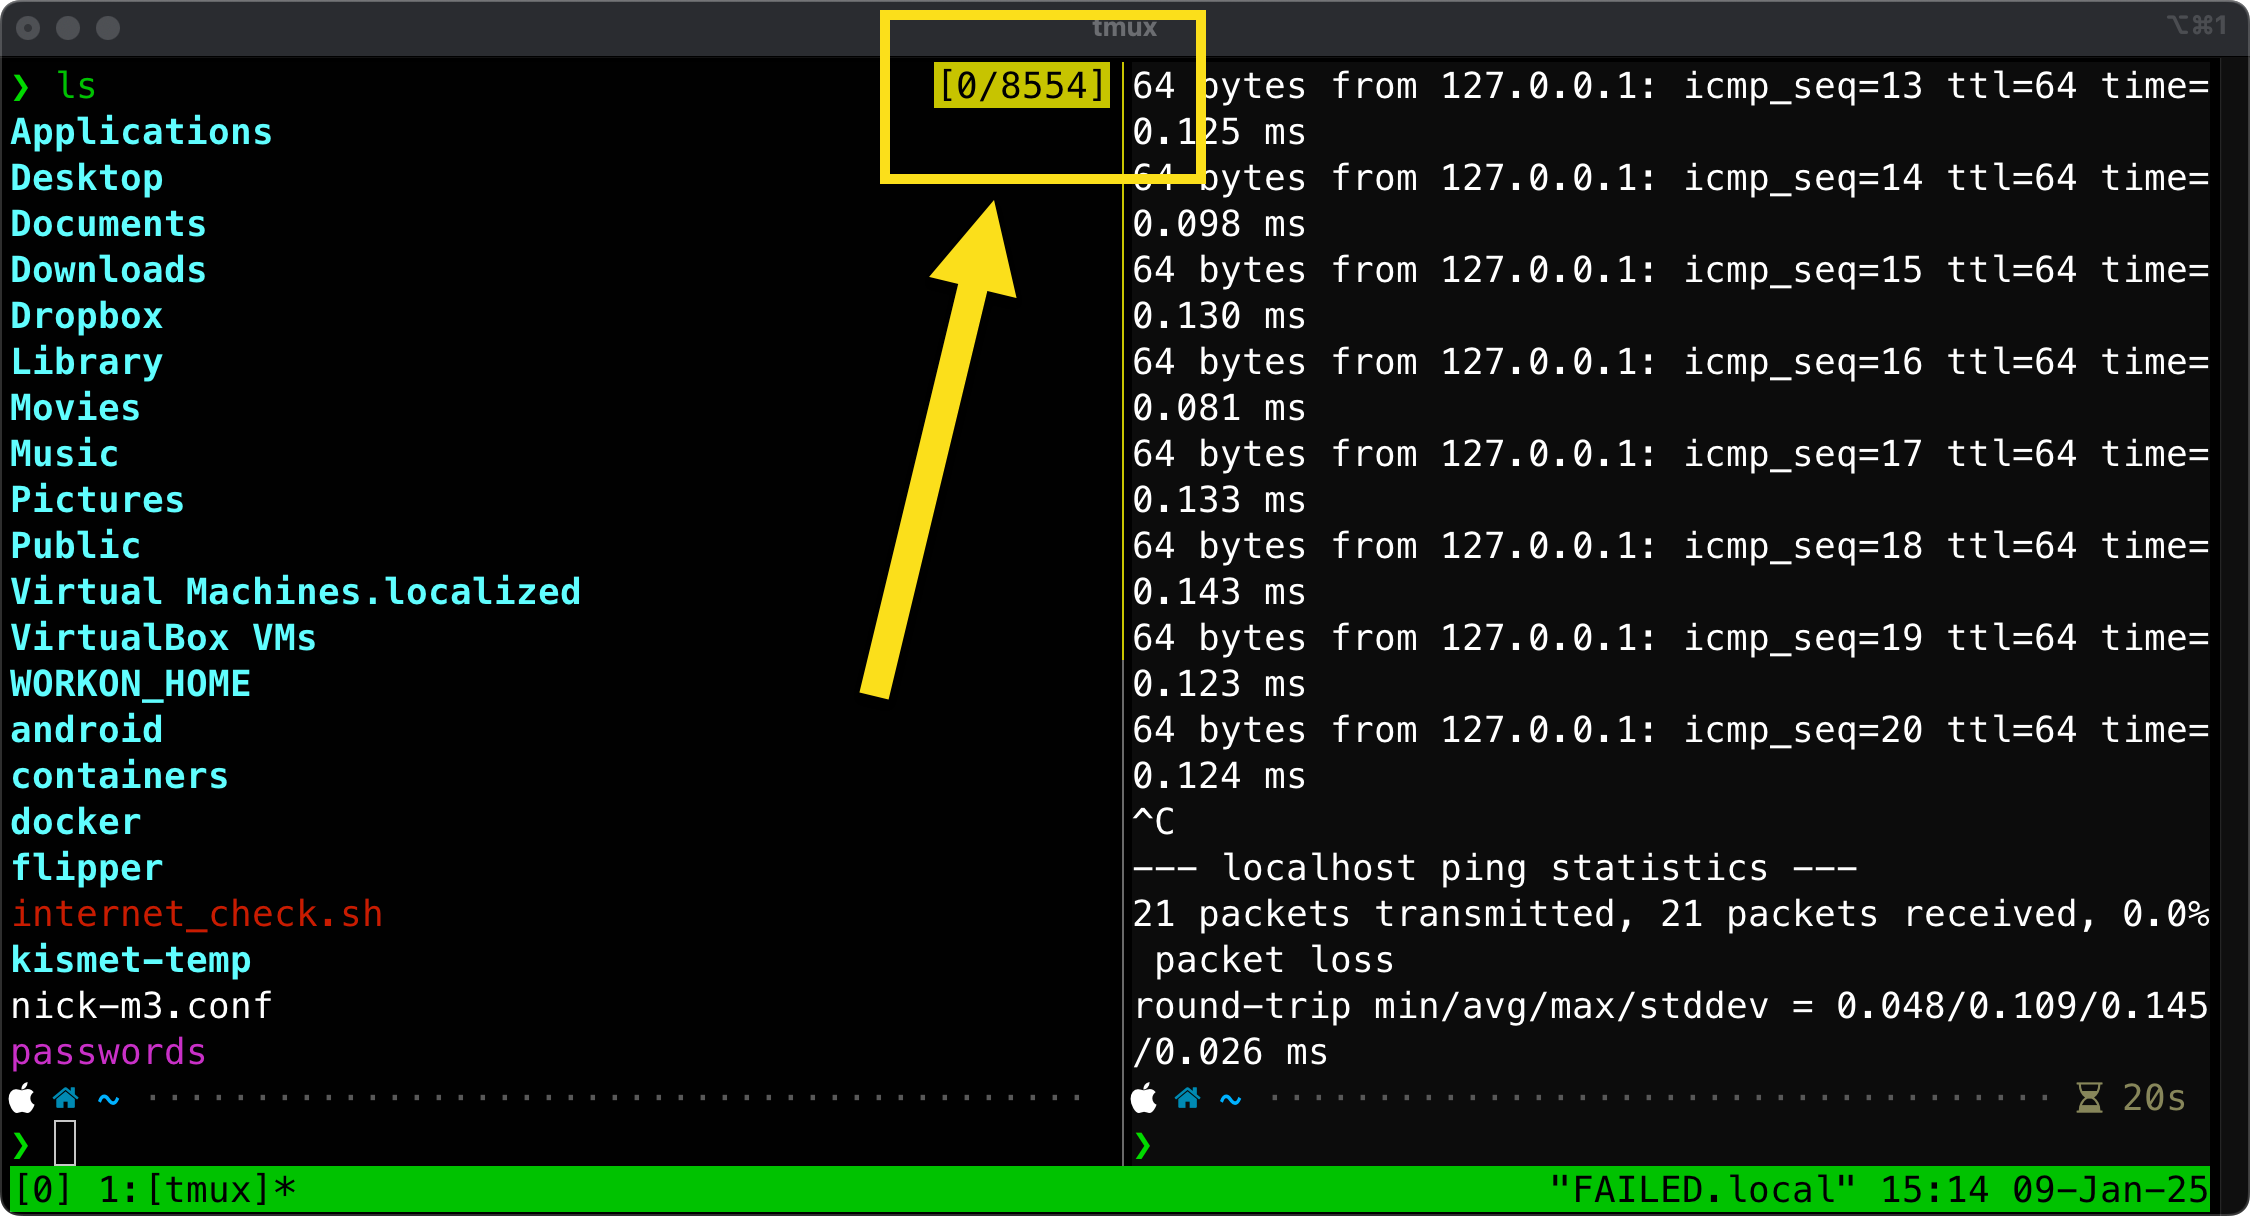 tmux
⌥⌘1
❯ ls
[0/8554]
Applications
Desktop
Documents
Downloads
Dropbox
Library
Movies
Music
Pictures
Public
Virtual Machines.localized
VirtualBox VMs
WORKON_HOME
android
containers
docker
flipper
internet_check.sh
kismet-temp
nick-m3.conf
passwords
~ ···········································
❯
64 bytes from 127.0.0.1: icmp_seq=13 ttl=64 time=
0.125 ms
64 bytes from 127.0.0.1: icmp_seq=14 ttl=64 time=
0.098 ms
64 bytes from 127.0.0.1: icmp_seq=15 ttl=64 time=
0.130 ms
64 bytes from 127.0.0.1: icmp_seq=16 ttl=64 time=
0.081 ms
64 bytes from 127.0.0.1: icmp_seq=17 ttl=64 time=
0.133 ms
64 bytes from 127.0.0.1: icmp_seq=18 ttl=64 time=
0.143 ms
64 bytes from 127.0.0.1: icmp_seq=19 ttl=64 time=
0.123 ms
64 bytes from 127.0.0.1: icmp_seq=20 ttl=64 time=
0.124 ms
^C
--- localhost ping statistics ---
21 packets transmitted, 21 packets received, 0.0%
 packet loss
round-trip min/avg/max/stddev = 0.048/0.109/0.145
/0.026 ms
~ ···································· 20s
❯
[0] 1:[tmux]*
"FAILED.local" 15:14 09-Jan-25